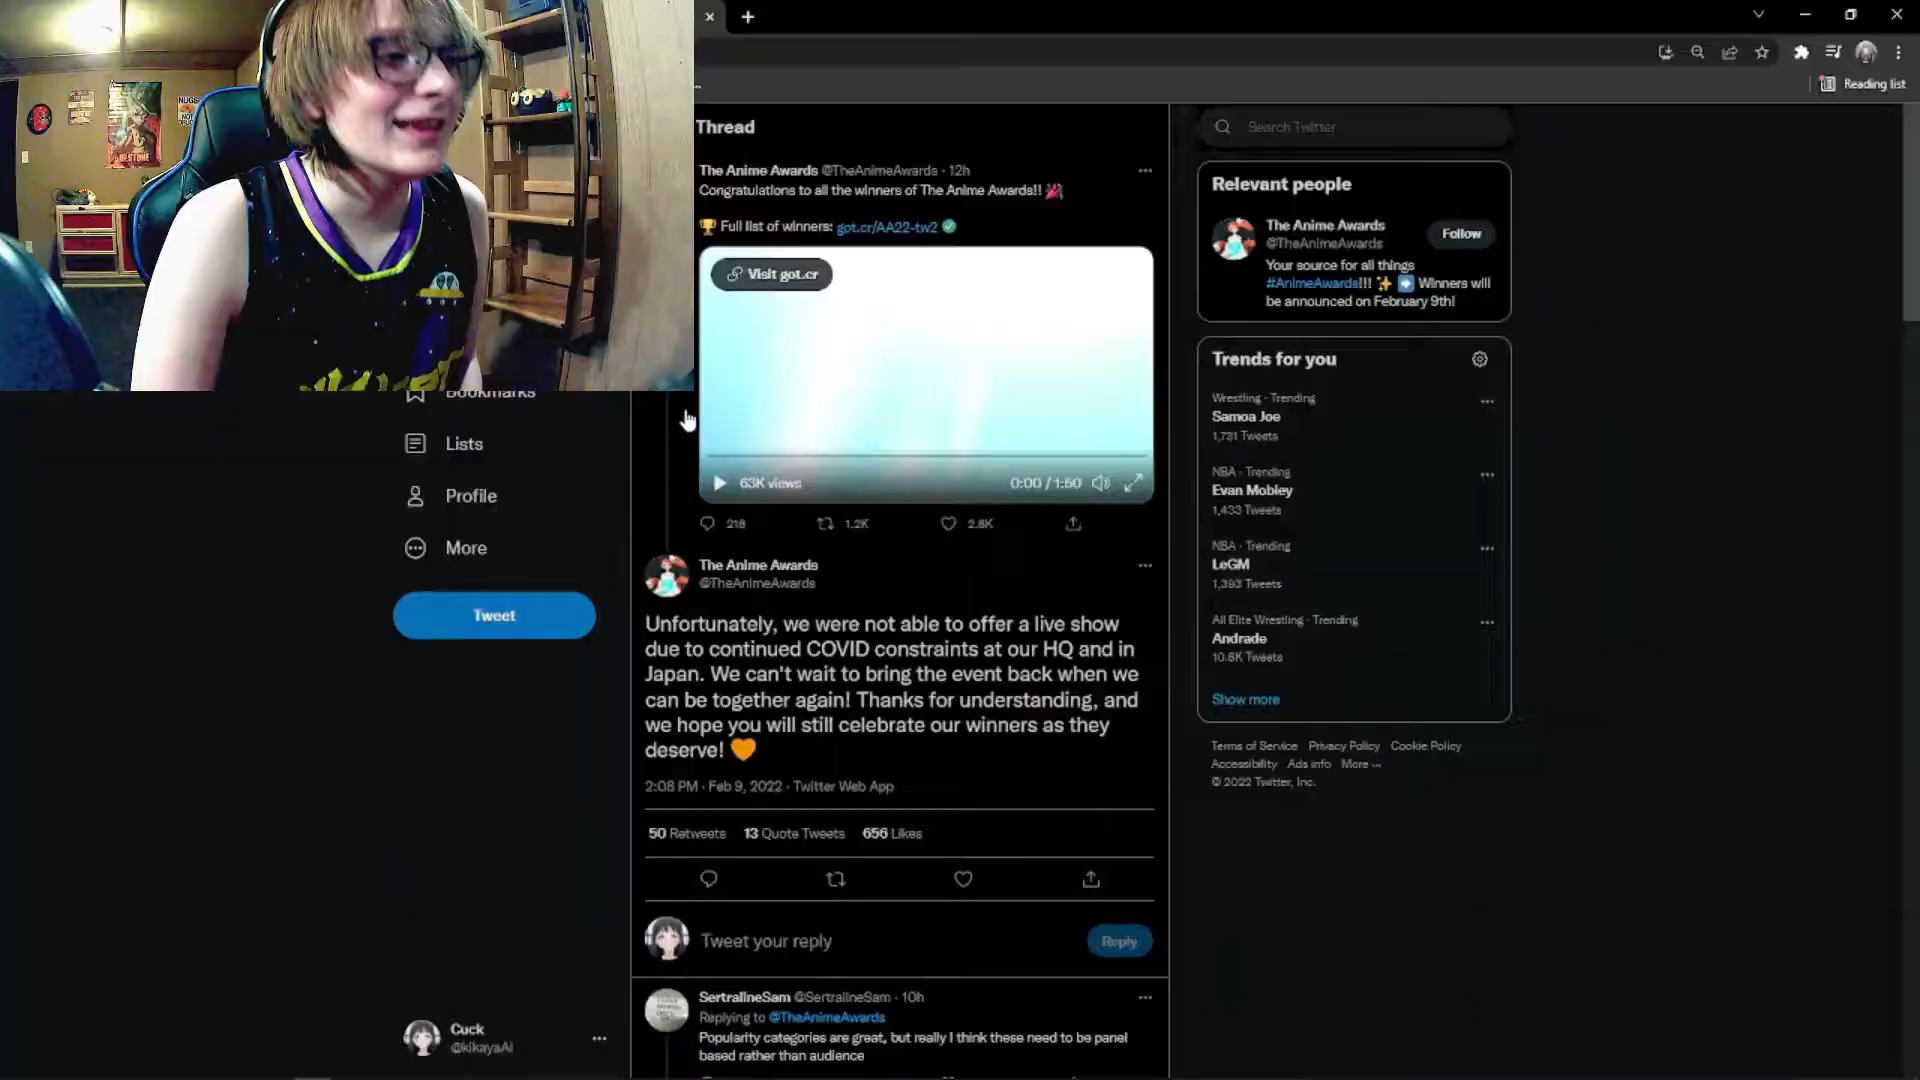 Reading list
NUGS
NOT
Thread
Search Twitter
The Anime Awards @TheAnimeAwards · 12h
Congratulations to all the winners of The Anime Awards!!
Full list of winners: got.cr/AA22-tw2
Visit got.cr
63K views
0:00 / 1:50
218
1.2K
2.8K
The Anime Awards
@TheAnimeAwards
Unfortunately, we were not able to offer a live show
due to continued COVID constraints at our HQ and in
Japan. We can't wait to bring the event back when we
can be together again! Thanks for understanding, and
we hope you will still celebrate our winners as they
deserve! 🧡
2:08 PM · Feb 9, 2022 · Twitter Web App
50 Retweets 13 Quote Tweets 656 Likes
Tweet your reply
Reply
SertralineSam @SertralineSam · 10h
Replying to @TheAnimeAwards
Popularity categories are great, but really I think these need to be panel
based rather than audience
Bookmarks
Lists
Profile
More
Tweet
Cuck
@kikayaAI
Relevant people
The Anime Awards
@TheAnimeAwards
Follow
Your source for all things
#AnimeAwards!!! ✨ ➡️ Winners will
be announced on February 9th!
Trends for you
Wrestling · Trending
Samoa Joe
1,731 Tweets
NBA · Trending
Evan Mobley
1,433 Tweets
NBA · Trending
LeGM
1,393 Tweets
All Elite Wrestling · Trending
Andrade
10.6K Tweets
Show more
Terms of Service Privacy Policy Cookie Policy
Accessibility Ads info More ···
© 2022 Twitter, Inc.